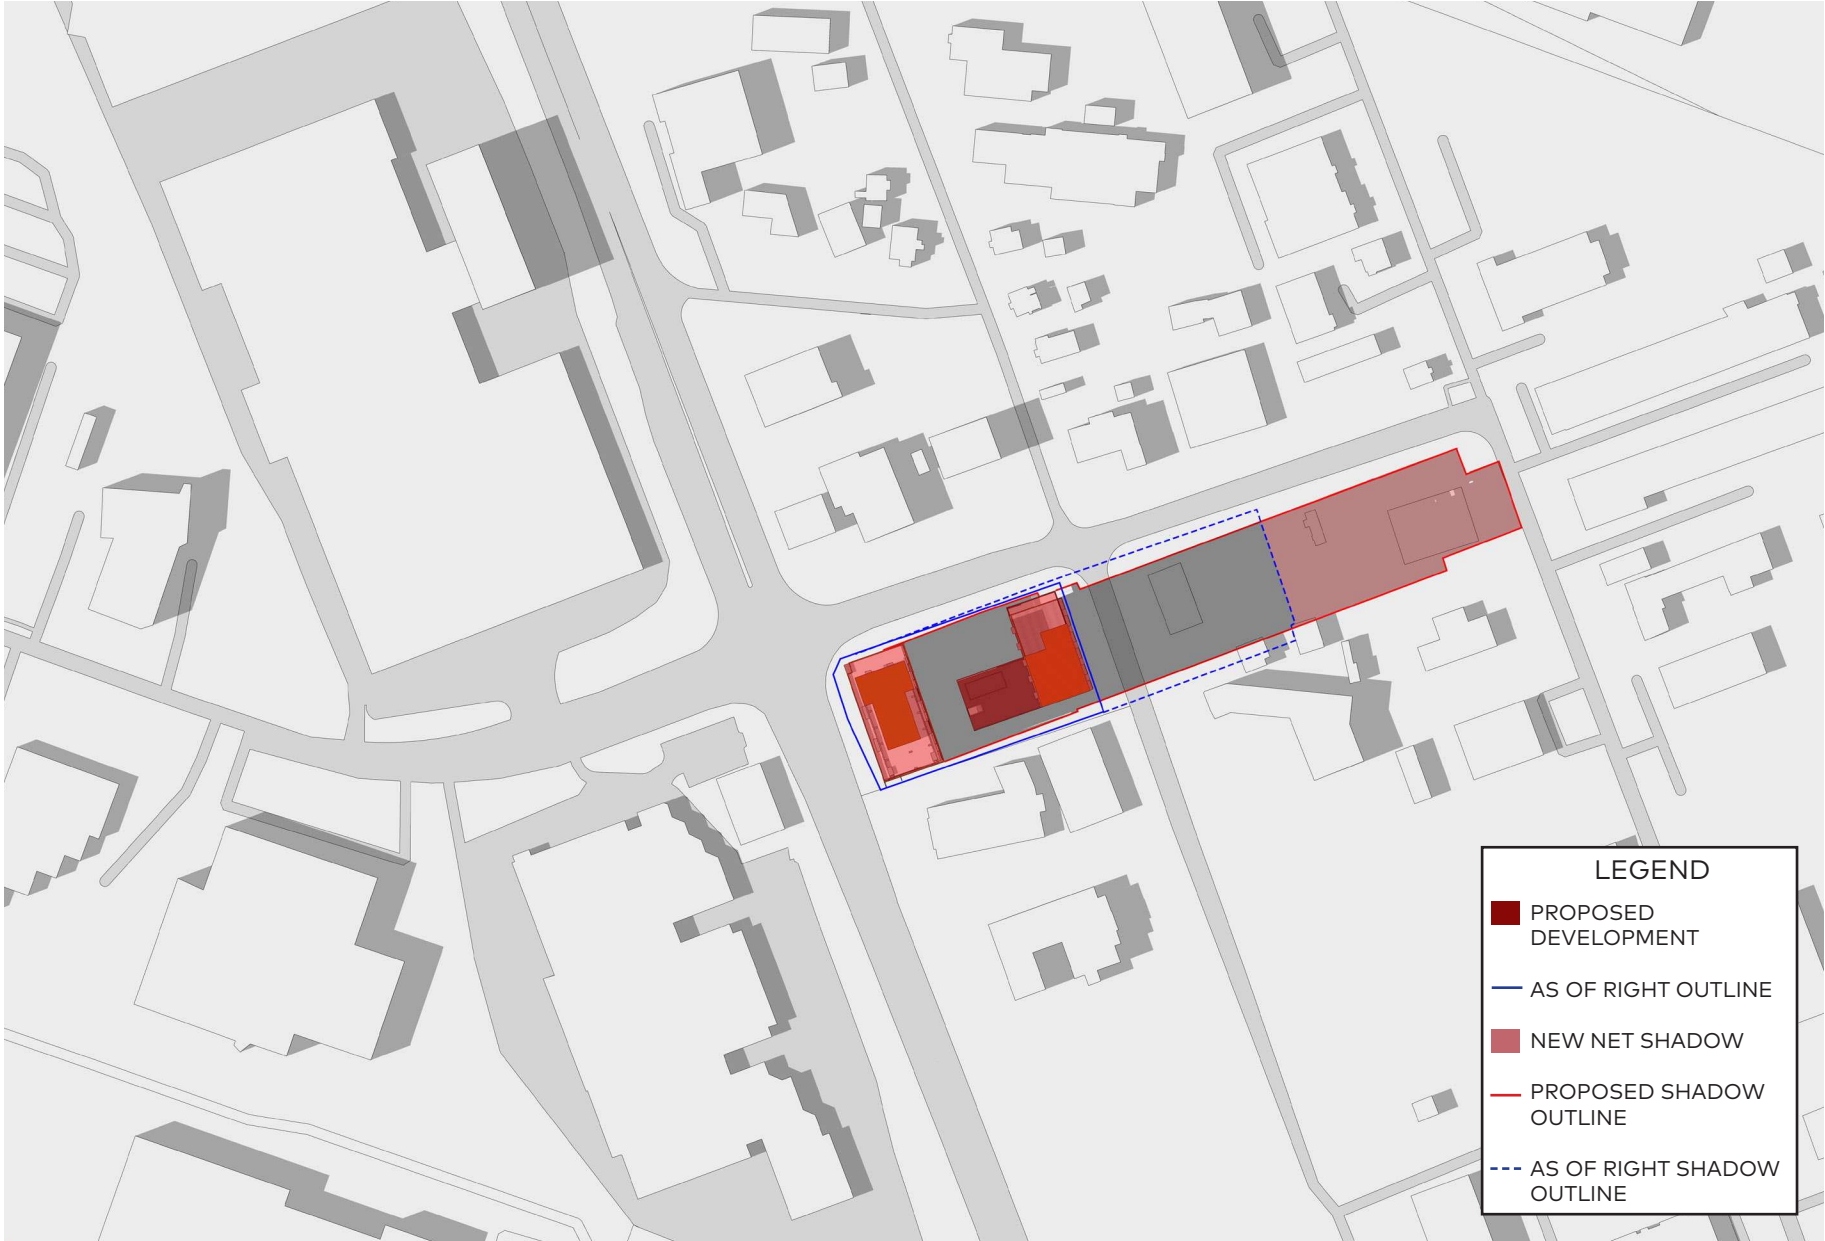 LEGEND
PROPOSED
DEVELOPMENT
AS OF RIGHT OUTLINE
NEW NET SHADOW
PROPOSED SHADOW
OUTLINE
AS OF RIGHT SHADOW
OUTLINE